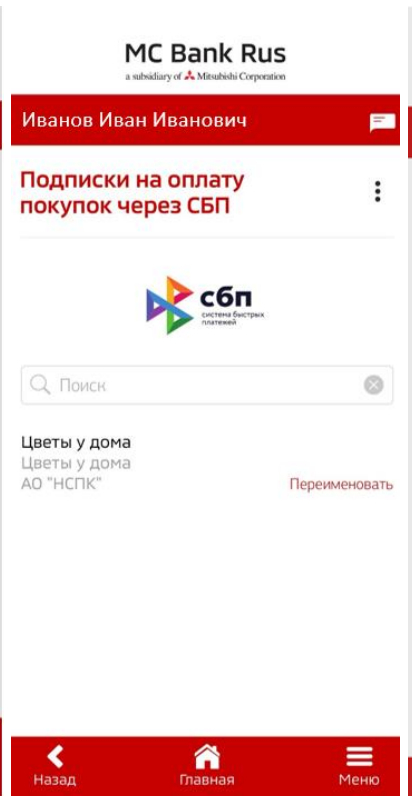 MC Bank Rus
a subsidiary of Mitsubishi Corporation
Иванов Иван Иванович
Подписки на оплату
покупок через СБП
сбп
система быстрых
платежей
Поиск
Цветы у дома
Цветы у дома
АО "НСПК"
Переименовать
Назад
Главная
Меню